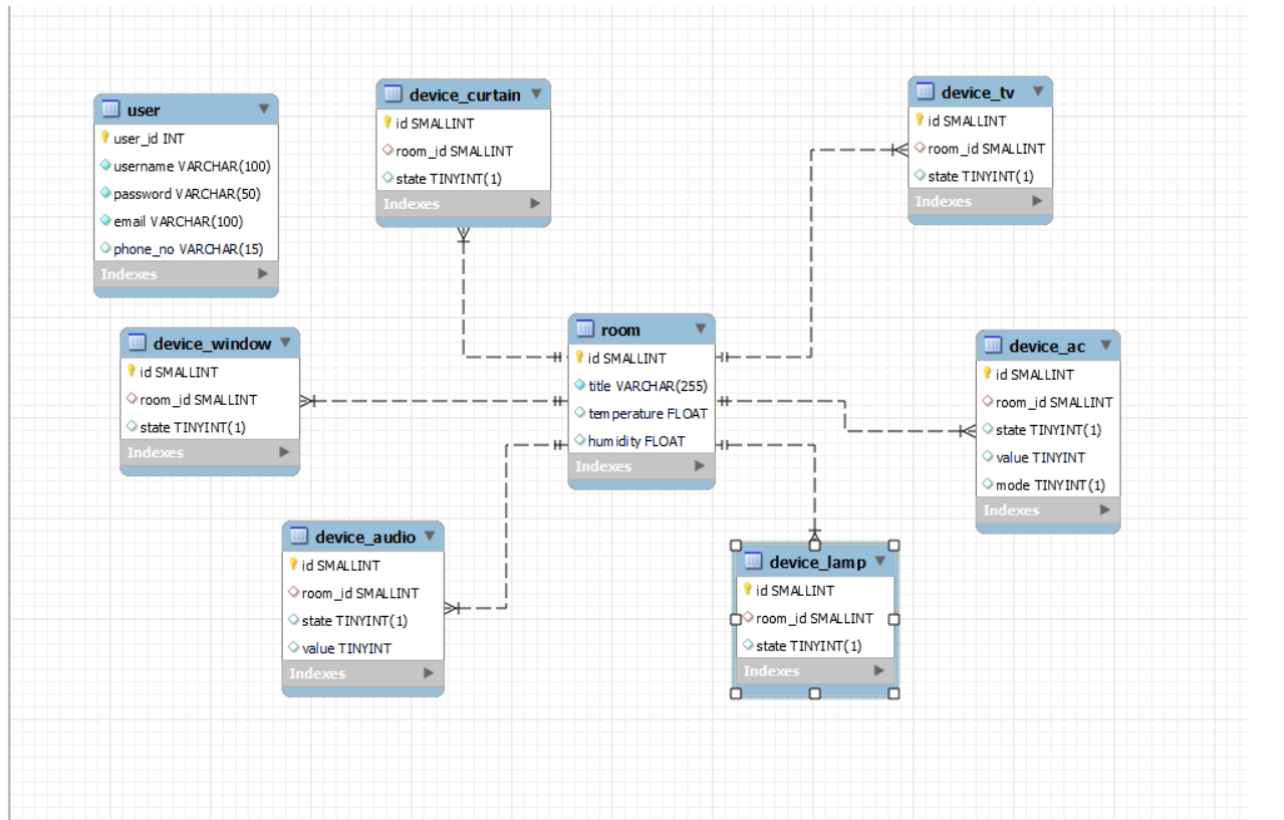 user
user_id INT
username VARCHAR(100)
password VARCHAR(50)
email VARCHAR(100)
phone_no VARCHAR(15)
Indexes
device_curtain
id SMALLINT
room_id SMALLINT
state TINYINT(1)
Indexes
device_tv
id SMALLINT
room_id SMALLINT
state TINYINT(1)
Indexes
device_window
id SMALLINT
room_id SMALLINT
state TINYINT(1)
Indexes
room
id SMALLINT
title VARCHAR(255)
temperature FLOAT
humidity FLOAT
Indexes
device_ac
id SMALLINT
room_id SMALLINT
state TINYINT(1)
value TINYINT
mode TINYINT(1)
Indexes
device_audio
id SMALLINT
room_id SMALLINT
state TINYINT(1)
value TINYINT
Indexes
device_lamp
id SMALLINT
room_id SMALLINT
state TINYINT(1)
Indexes